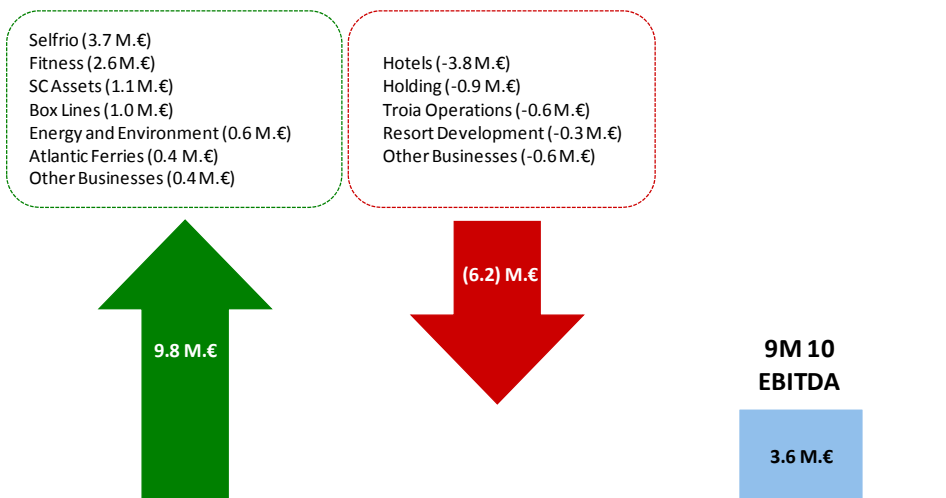 Selfrio (3.7 M.€)
Fitness (2.6 M.€)
SC Assets (1.1 M.€)
Box Lines (1.0 M.€)
Energy and Environment (0.6 M.€)
Atlantic Ferries (0.4 M.€)
Other Businesses (0.4 M.€)
Hotels (-3.8 M.€)
Holding (-0.9 M.€)
Troia Operations (-0.6 M.€)
Resort Development (-0.3 M.€)
Other Businesses (-0.6 M.€)
(6.2) M.€
9.8 M.€
9M 10
EBITDA
3.6 M.€